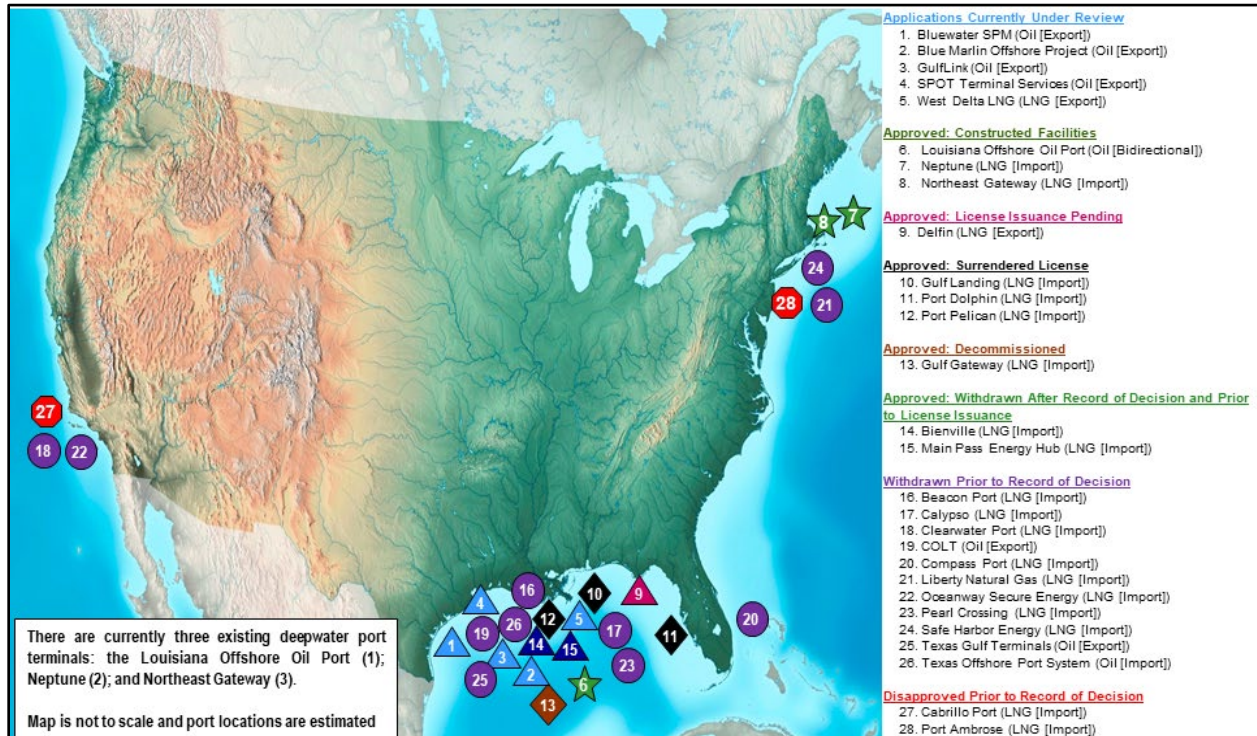 Applications Currently Under Review
1. Bluewater SPM (Oil [Export])
2. Blue Marlin Offshore Project (Oil [Export])
3. GulfLink (Oil [Export])
4. SPOT Terminal Services (Oil [Export])
5. West Delta LNG (LNG [Export])
Approved: Constructed Facilities
6. Louisiana Offshore Oil Port (Oil [Bidirectional])
7. Neptune (LNG [Import])
8. Northeast Gateway (LNG [Import])
Approved: License Issuance Pending
9. Delfin (LNG [Export])
Approved: Surrendered License
10. Gulf Landing (LNG [Import])
11. Port Dolphin (LNG [Import])
12. Port Pelican (LNG [Import])
Approved: Decommissioned
13. Gulf Gateway (LNG [Import])
Approved: Withdrawn After Record of Decision and Prior
to License Issuance
14. Bienville (LNG [Import])
15. Main Pass Energy Hub (LNG [Import])
Withdrawn Prior to Record of Decision
16. Beacon Port (LNG [Import])
17. Calypso (LNG [Import])
18. Clearwater Port (LNG [Import])
19. COLT (Oil [Export])
20. Compass Port (LNG [Import])
21. Liberty Natural Gas (LNG [Import])
22. Oceanway Secure Energy (LNG [Import])
23. Pearl Crossing (LNG [Import])
24. Safe Harbor Energy (LNG [Import])
25. Texas Gulf Terminals (Oil [Export])
26. Texas Offshore Port System (Oil [Import])
Disapproved Prior to Record of Decision
27. Cabrillo Port (LNG [Import])
28. Port Ambrose (LNG [Import])
8 7
24
28 21
27
18 22
16 10 9
4 12 5
19 26 17 11 20
1 3 14 15
25 2 6 23
13
There are currently three existing deepwater port
terminals: the Louisiana Offshore Oil Port (1);
Neptune (2); and Northeast Gateway (3).
Map is not to scale and port locations are estimated